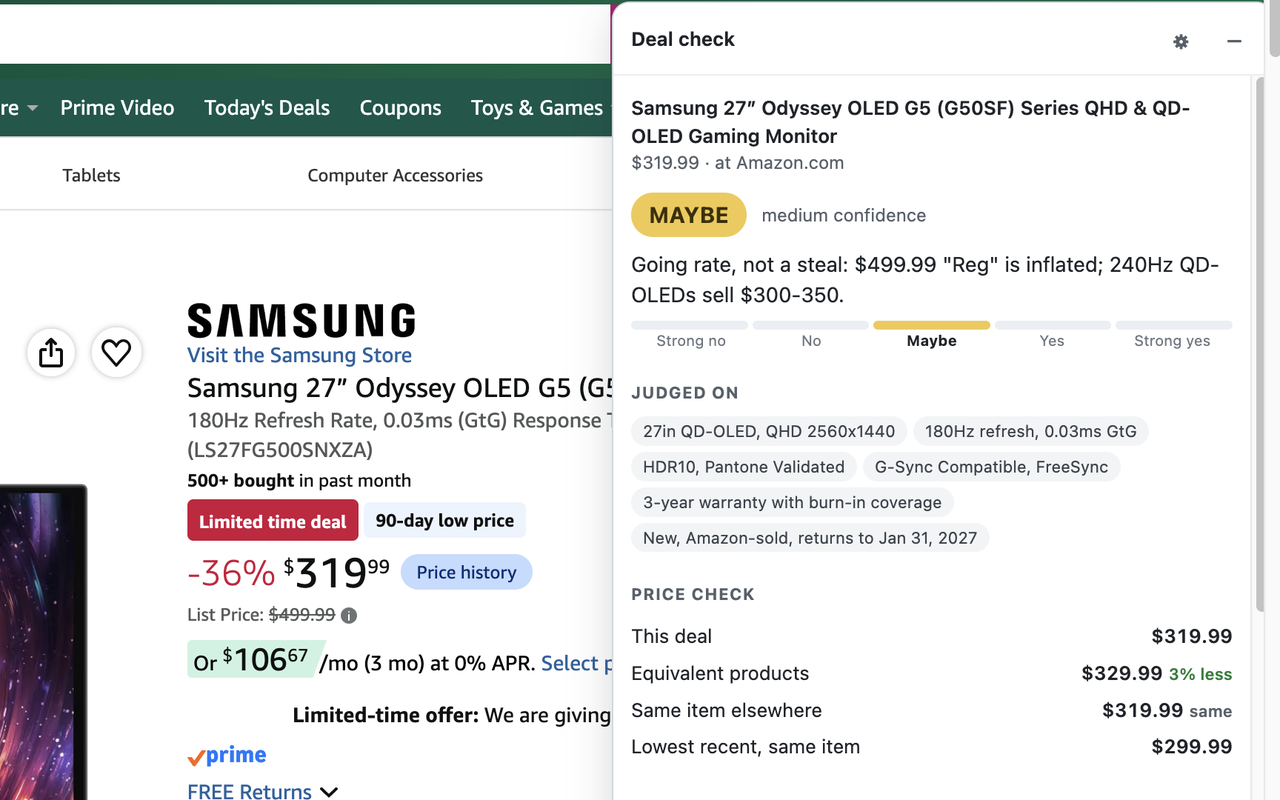 re
Prime Video
Today's Deals
Coupons
Toys & Games
Tablets
Computer Accessories
SAMSUNG
Visit the Samsung Store
Samsung 27” Odyssey OLED G5 (G5
180Hz Refresh Rate, 0.03ms (GtG) Response T
(LS27FG500SNXZA)
500+ bought in past month
Limited time deal
90-day low price
-36% $319.99
Price history
List Price: $499.99
Or $106.67 /mo (3 mo) at 0% APR. Select p
Limited-time offer: We are giving
prime
FREE Returns
Deal check
Samsung 27” Odyssey OLED G5 (G50SF) Series QHD & QD-
OLED Gaming Monitor
$319.99 · at Amazon.com
MAYBE
medium confidence
Going rate, not a steal: $499.99 "Reg" is inflated; 240Hz QD-
OLEDs sell $300-350.
Strong no
No
Maybe
Yes
Strong yes
JUDGED ON
27in QD-OLED, QHD 2560x1440
180Hz refresh, 0.03ms GtG
HDR10, Pantone Validated
G-Sync Compatible, FreeSync
3-year warranty with burn-in coverage
New, Amazon-sold, returns to Jan 31, 2027
PRICE CHECK
This deal $319.99
Equivalent products $329.99 3% less
Same item elsewhere $319.99 same
Lowest recent, same item $299.99